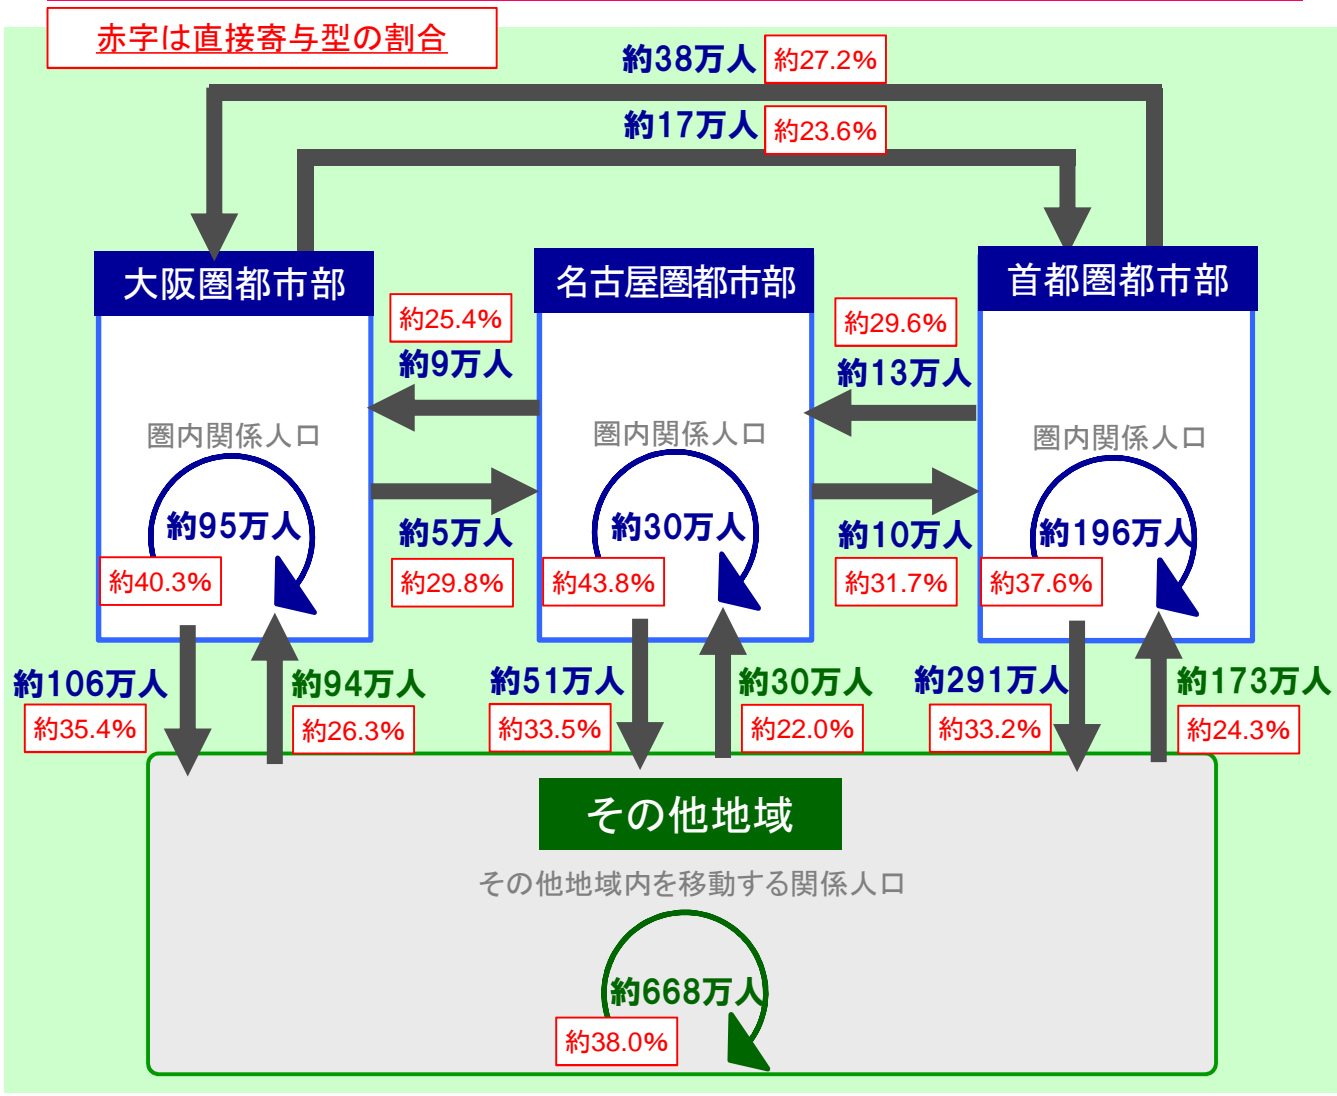 赤字は直接寄与型の割合
約38万人 約27.2%
約17万人 約23.6%
大阪圏都市部
名古屋圏都市部
首都圏都市部
約25.4%
約9万人
約29.6%
約13万人
圏内関係人口
圏内関係人口
圏内関係人口
約95万人
約40.3%
約5万人
約29.8%
約30万人
約43.8%
約10万人
約31.7%
約196万人
約37.6%
約106万人
約35.4%
約94万人
約26.3%
約51万人
約33.5%
約30万人
約22.0%
約291万人
約33.2%
約173万人
約24.3%
その他地域
その他地域内を移動する関係人口
約668万人
約38.0%